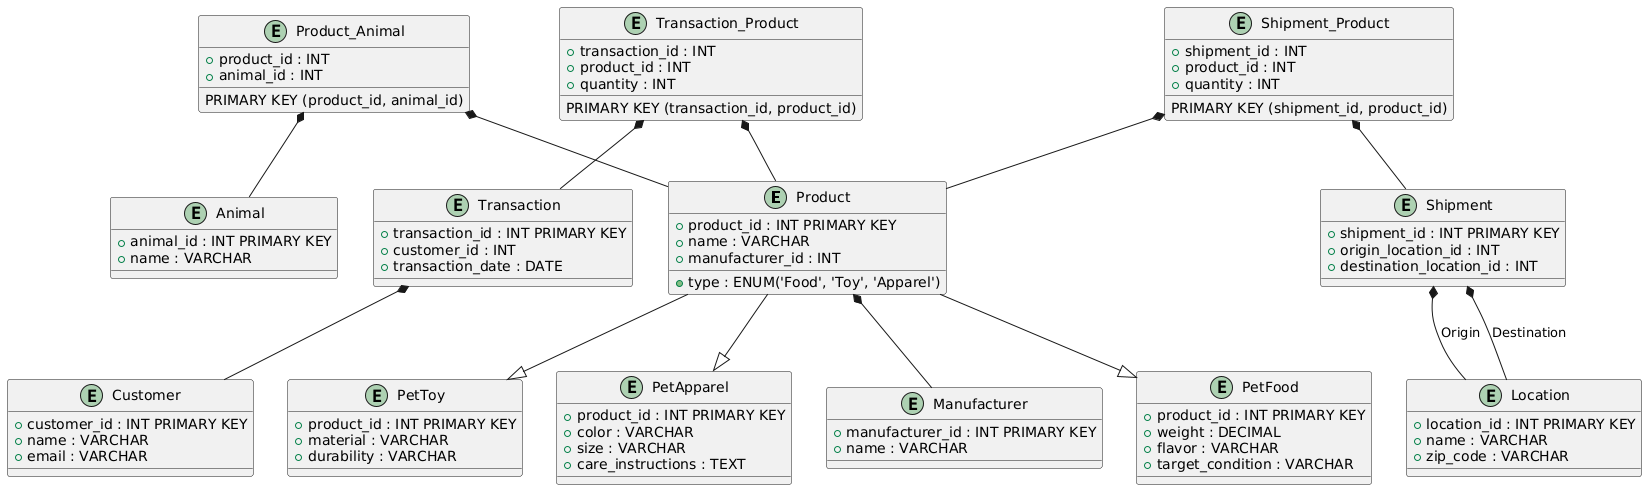 E Product_Animal
product_id : INT
animal_id : INT
PRIMARY KEY (product_id, animal_id)
E Transaction_Product
transaction_id : INT
product_id : INT
quantity : INT
PRIMARY KEY (transaction_id, product_id)
E Shipment_Product
shipment_id : INT
product_id : INT
quantity : INT
PRIMARY KEY (shipment_id, product_id)
E Animal
animal_id : INT PRIMARY KEY
name : VARCHAR
E Transaction
transaction_id : INT PRIMARY KEY
customer_id : INT
transaction_date : DATE
E Product
product_id : INT PRIMARY KEY
name : VARCHAR
manufacturer_id : INT
type : ENUM('Food', 'Toy', 'Apparel')
E Shipment
shipment_id : INT PRIMARY KEY
origin_location_id : INT
destination_location_id : INT
Origin
Destination
E Customer
customer_id : INT PRIMARY KEY
name : VARCHAR
email : VARCHAR
E PetToy
product_id : INT PRIMARY KEY
material : VARCHAR
durability : VARCHAR
E PetApparel
product_id : INT PRIMARY KEY
color : VARCHAR
size : VARCHAR
care_instructions : TEXT
E Manufacturer
manufacturer_id : INT PRIMARY KEY
name : VARCHAR
E PetFood
product_id : INT PRIMARY KEY
weight : DECIMAL
flavor : VARCHAR
target_condition : VARCHAR
E Location
location_id : INT PRIMARY KEY
name : VARCHAR
zip_code : VARCHAR